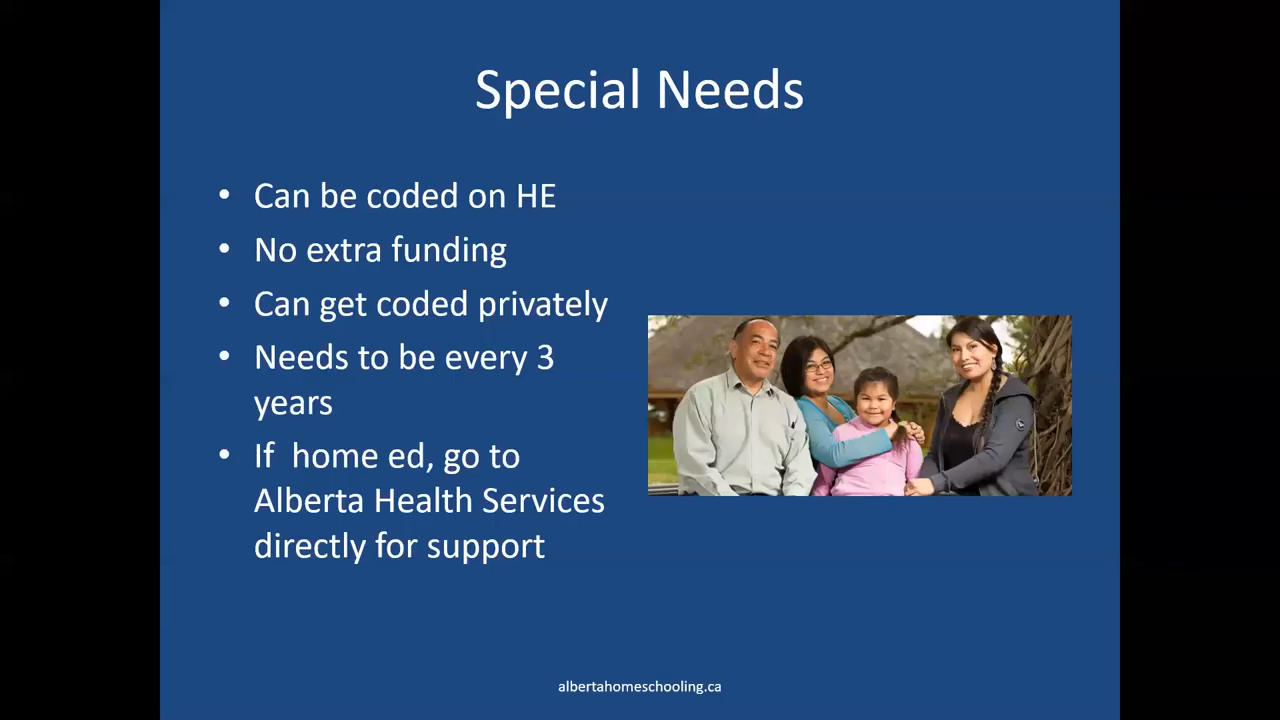 Special Needs
• Can be coded on HE
• No extra funding
• Can get coded privately
• Needs to be every 3
years
• If  home ed, go to
Alberta Health Services
directly for support
albertahomeschooling.ca